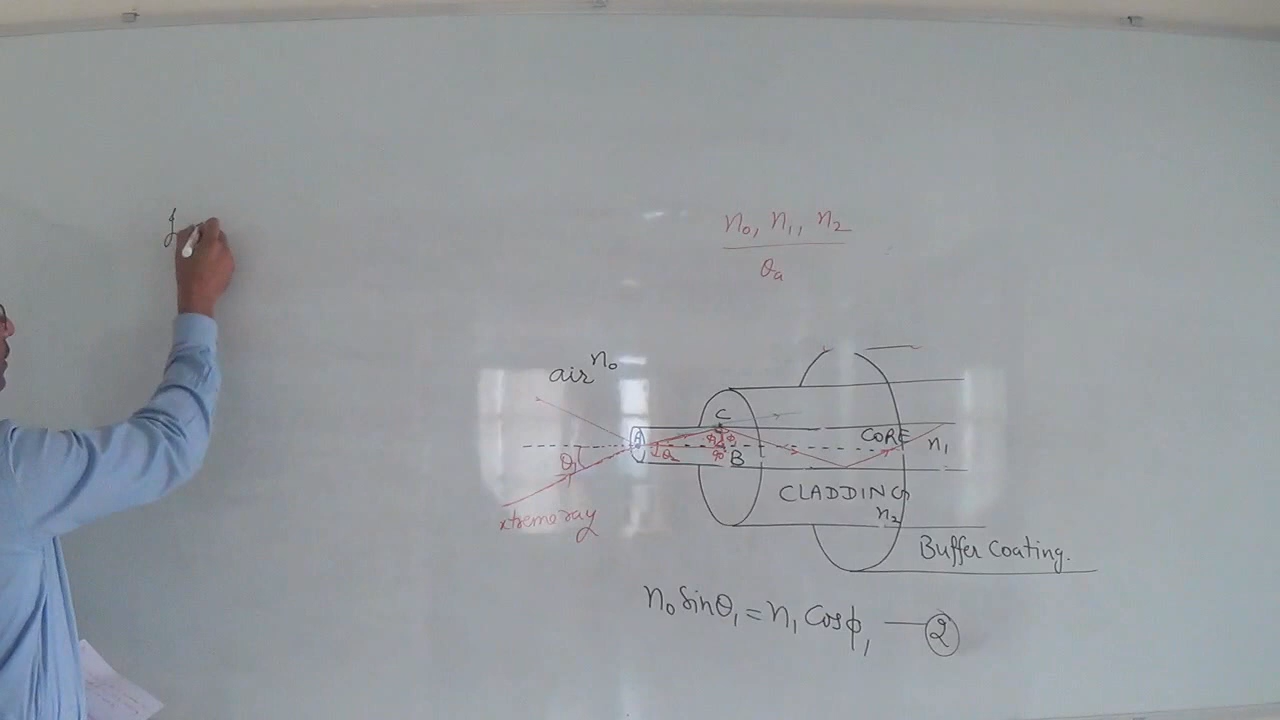 n₀, n₁, n₂
θa
air n₀
C
A
θ₁
θ₂
B
CORE n₁
CLADDING
n₂
xtreme ray
Buffer Coating.
n₀ Sinθ₁ = n₁ Cosϕ₁ — ②